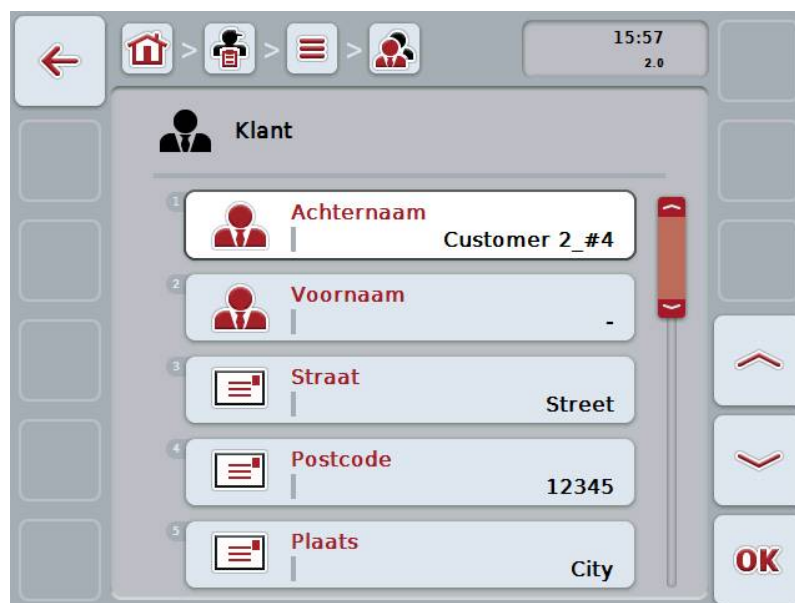 > > >
15:57
2.0
Klant
1
Achternaam
Customer 2_#4
2
Voornaam
-
3
Straat
Street
4
Postcode
12345
5
Plaats
City
OK